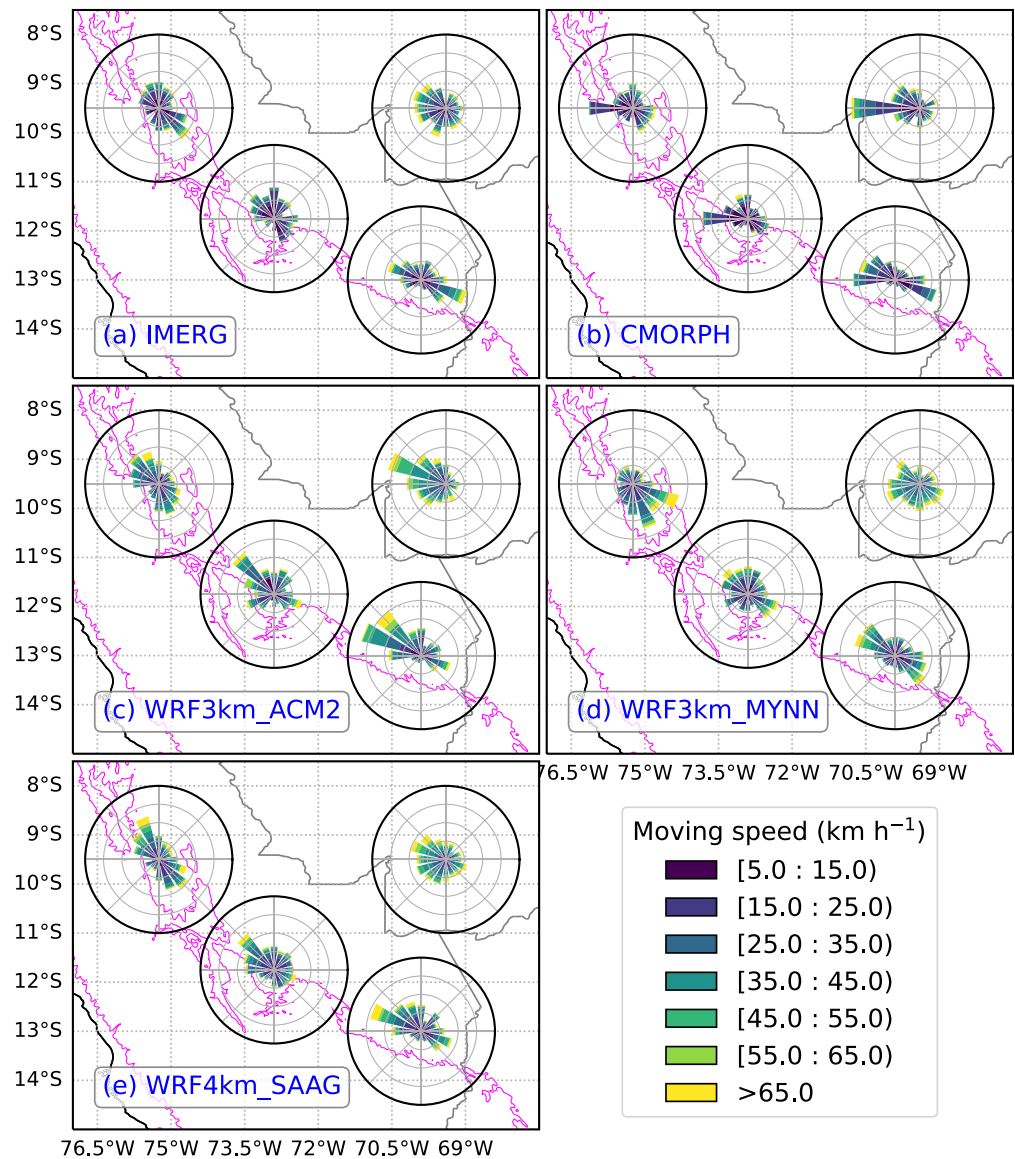 8°S
9°S
10°S
11°S
12°S
13°S
14°S
(a) IMERG
(b) CMORPH
8°S
9°S
10°S
11°S
12°S
13°S
14°S
(c) WRF3km_ACM2
(d) WRF3km_MYNN
76.5°W 75°W 73.5°W 72°W 70.5°W 69°W
8°S
9°S
10°S
11°S
12°S
13°S
14°S
(e) WRF4km_SAAG
76.5°W 75°W 73.5°W 72°W 70.5°W 69°W
Moving speed (km h⁻¹)
[5.0 : 15.0)
[15.0 : 25.0)
[25.0 : 35.0)
[35.0 : 45.0)
[45.0 : 55.0)
[55.0 : 65.0)
>65.0